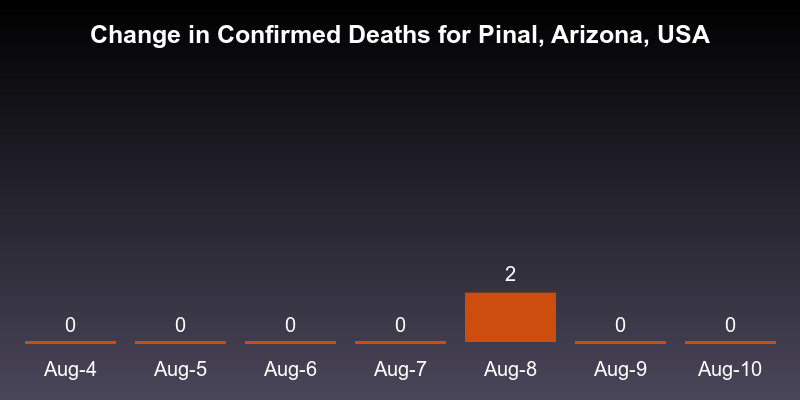 Change in Confirmed Deaths for Pinal, Arizona, USA
2
0 0 0 0 0 0
Aug-4 Aug-5 Aug-6 Aug-7 Aug-8 Aug-9 Aug-10